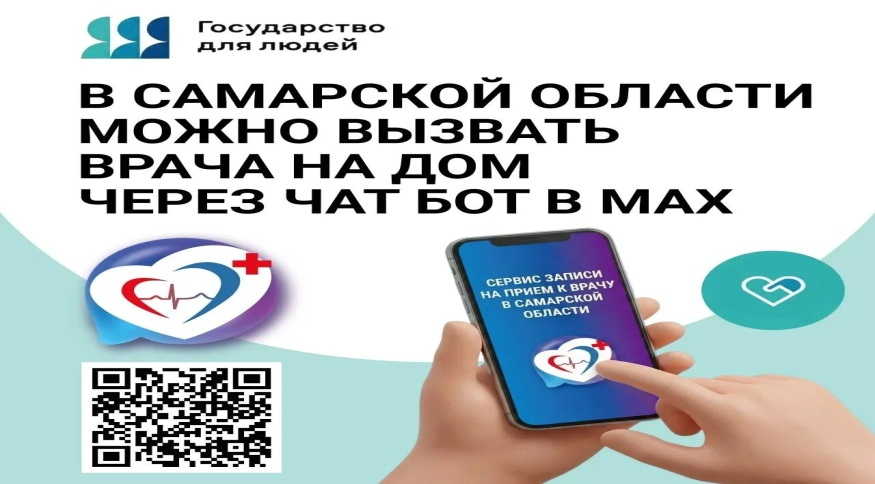 Государство
для людей
В САМАРСКОЙ ОБЛАСТИ
МОЖНО ВЫЗВАТЬ
ВРАЧА НА ДОМ
ЧЕРЕЗ ЧАТ БОТ В МАХ
СЕРВИС ЗАПИСИ
НА ПРИЕМ К ВРАЧУ
В САМАРСКОЙ
ОБЛАСТИ